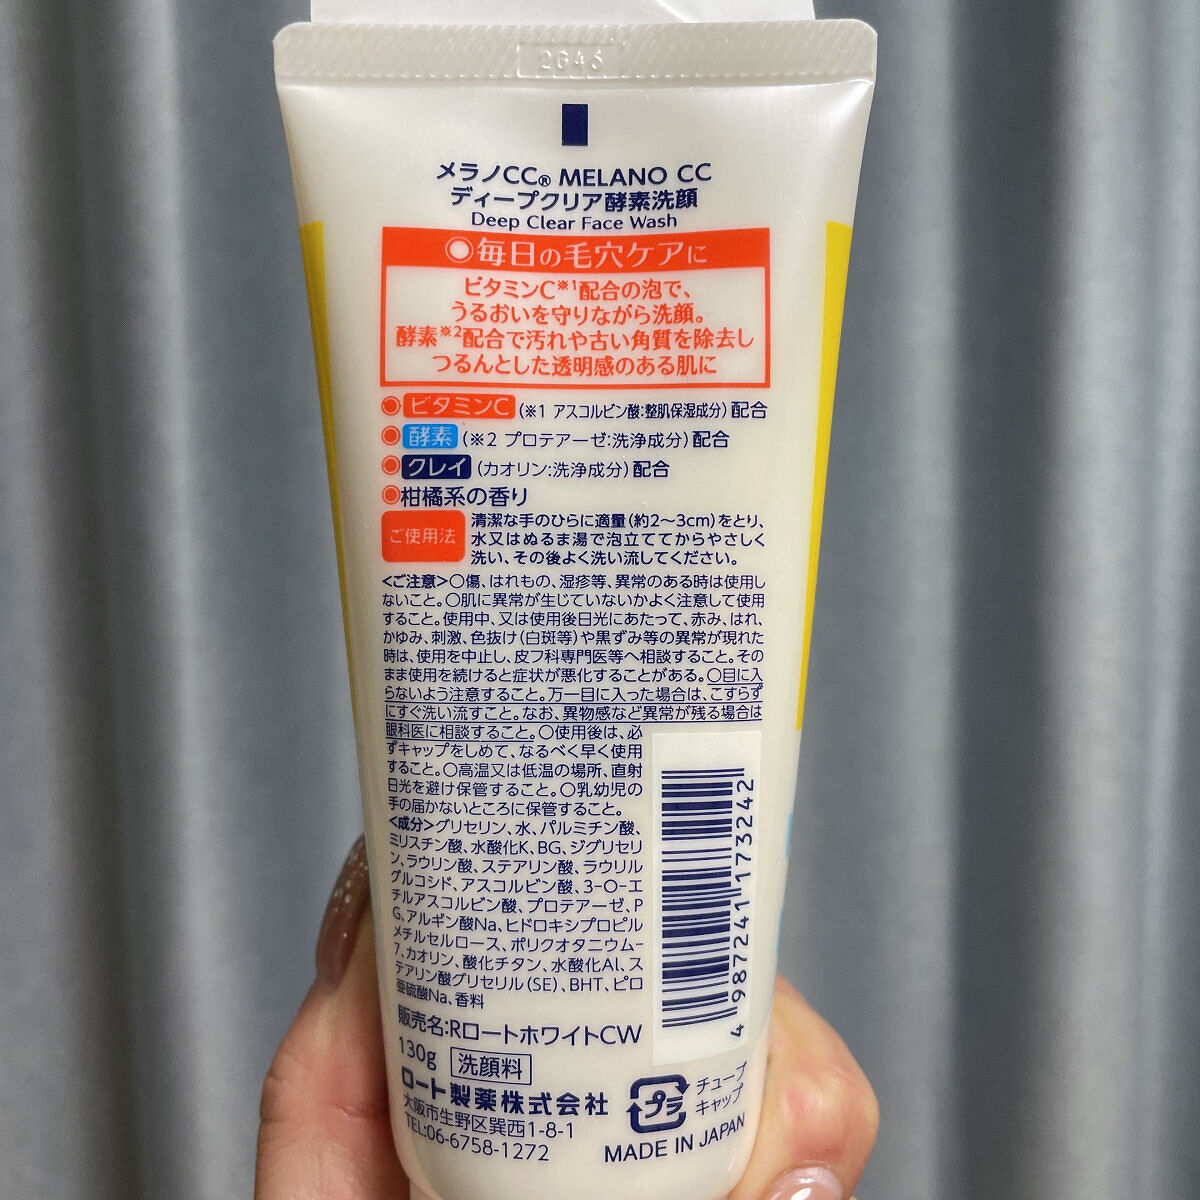 2G45
メラノCC® MELANO CC
ディープクリア酵素洗顔
Deep Clear Face Wash
◉毎日の毛穴ケアに
ビタミンC※1配合の泡で、
うるおいを守りながら洗顔。
酵素※2配合で汚れや古い角質を除去し
つるんとした透明感のある肌に
◉ビタミンC (※1 アスコルビン酸:整肌保湿成分) 配合
◉酵素 (※2 プロテアーゼ:洗浄成分) 配合
◉クレイ (カオリン:洗浄成分) 配合
◉柑橘系の香り
ご使用法
清潔な手のひらに適量(約2〜3cm)をとり、
水又はぬるま湯で泡立ててからやさしく
洗い、その後よく洗い流してください。
<ご注意>○傷、はれもの、湿疹等、異常のある時は使用し
ないこと。○肌に異常が生じていないかよく注意して使用
すること。使用中、又は使用後日光にあたって、赤み、はれ、
かゆみ、刺激、色抜け(白斑等)や黒ずみ等の異常が現れた
時は、使用を中止し、皮フ科専門医等へ相談すること。その
まま使用を続けると症状が悪化することがある。○目に入
らないよう注意すること。万一目に入った場合は、こすらず
にすぐ洗い流すこと。なお、異物感など異常が残る場合は
眼科医に相談すること。○使用後は、必
ずキャップをしめて、なるべく早く使用
すること。○高温又は低温の場所、直射
日光を避け保管すること。○乳幼児の
手の届かないところに保管すること。
<成分>グリセリン、水、パルミチン酸、
ミリスチン酸、水酸化K、BG、ジグリセリ
ン、ラウリン酸、ステアリン酸、ラウリル
グルコシド、アスコルビン酸、3-O-エ
チルアスコルビン酸、プロテアーゼ、P
G、アルギン酸Na、ヒドロキシプロピル
メチルセルロース、ポリクオタニウム-
7、カオリン、酸化チタン、水酸化Al、ス
テアリン酸グリセリル(SE)、BHT、ピロ
亜硫酸Na、香料
販売名:RロートホワイトCW
130g 洗顔料
ロート製薬株式会社
大阪市生野区巽西1-8-1
TEL:06-6758-1272
4 987241 173242
プラ
チューブ
キャップ
MADE IN JAPAN